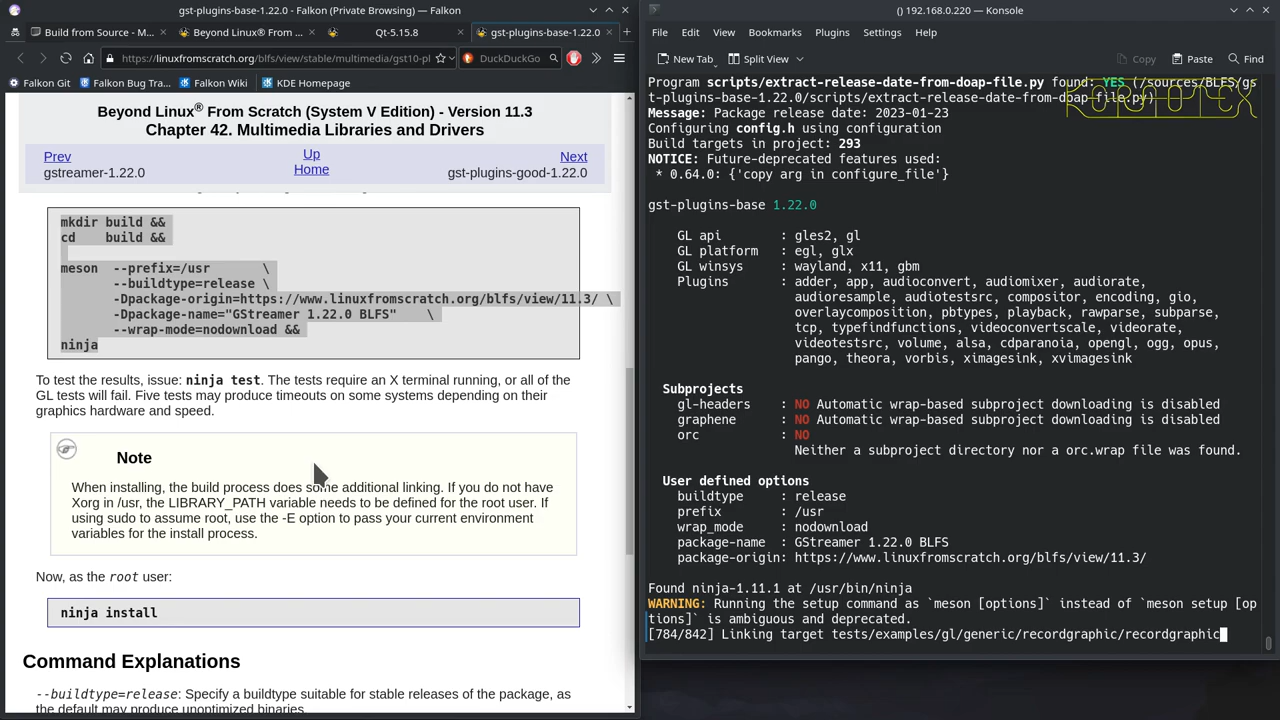 gst-plugins-base-1.22.0 - Falkon (Private Browsing) — Falkon
Build from Source - M...
Beyond Linux® From ...
Qt-5.15.8
gst-plugins-base-1.22.0
https://linuxfromscratch.org/blfs/view/stable/multimedia/gst10-pl
DuckDuckGo
Falkon Git
Falkon Bug Tra...
Falkon Wiki
KDE Homepage
Beyond Linux® From Scratch (System V Edition) - Version 11.3
Chapter 42. Multimedia Libraries and Drivers
Prev
Up
Next
gstreamer-1.22.0
Home
gst-plugins-good-1.22.0
mkdir build &&
cd    build &&
meson  --prefix=/usr       \
--buildtype=release \
-Dpackage-origin=https://www.linuxfromscratch.org/blfs/view/11.3/ \
-Dpackage-name="GStreamer 1.22.0 BLFS"    \
--wrap-mode=nodownload &&
ninja
To test the results, issue: ninja test. The tests require an X terminal running, or all of the
GL tests will fail. Five tests may produce timeouts on some systems depending on their
graphics hardware and speed.
Note
When installing, the build process does some additional linking. If you do not have
Xorg in /usr, the LIBRARY_PATH variable needs to be defined for the root user. If
using sudo to assume root, use the -E option to pass your current environment
variables for the install process.
Now, as the root user:
ninja install
Command Explanations
--buildtype=release: Specify a buildtype suitable for stable releases of the package, as
the default may produce unoptimized binaries.
() 192.168.0.220 — Konsole
File Edit View Bookmarks Plugins Settings Help
New Tab Split View Copy Paste Find
Program scripts/extract-release-date-from-doap-file.py found: YES (/sources/BLFS/gs
t-plugins-base-1.22.0/scripts/extract-release-date-from-doap-file.py)
Message: Package release date: 2023-01-23
Configuring config.h using configuration
Build targets in project: 293
NOTICE: Future-deprecated features used:
* 0.64.0: {'copy arg in configure_file'}
gst-plugins-base 1.22.0
GL api : gles2, gl
GL platform : egl, glx
GL winsys : wayland, x11, gbm
Plugins : adder, app, audioconvert, audiomixer, audiorate,
audioresample, audiotestsrc, compositor, encoding, gio,
overlaycomposition, pbtypes, playback, rawparse, subparse,
tcp, typefindfunctions, videoconvertscale, videorate,
videotestsrc, volume, alsa, cdparanoia, opengl, ogg, opus,
pango, theora, vorbis, ximagesink, xvimagesink
Subprojects
gl-headers : NO Automatic wrap-based subproject downloading is disabled
graphene : NO Automatic wrap-based subproject downloading is disabled
orc : NO
Neither a subproject directory nor a orc.wrap file was found.
User defined options
buildtype : release
prefix : /usr
wrap_mode : nodownload
package-name : GStreamer 1.22.0 BLFS
package-origin: https://www.linuxfromscratch.org/blfs/view/11.3/
Found ninja-1.11.1 at /usr/bin/ninja
WARNING: Running the setup command as `meson [options]` instead of `meson setup [op
tions]` is ambiguous and deprecated.
[784/842] Linking target tests/examples/gl/generic/recordgraphic/recordgraphic